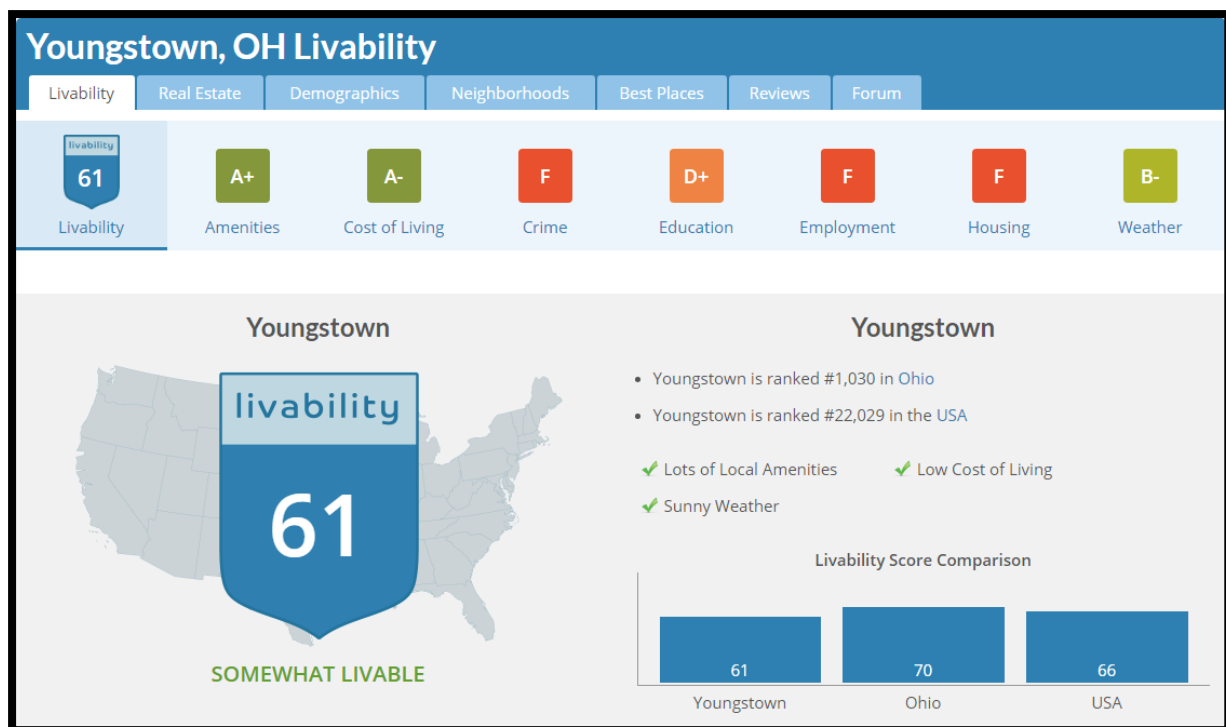 Youngstown, OH Livability
Livability Real Estate Demographics Neighborhoods Best Places Reviews Forum
livability
61
A+ A- F D+ F F B-
Livability Amenities Cost of Living Crime Education Employment Housing Weather
Youngstown
livability
61
SOMEWHAT LIVABLE
Youngstown
• Youngstown is ranked #1,030 in Ohio
• Youngstown is ranked #22,029 in the USA
Lots of Local Amenities Low Cost of Living
Sunny Weather
Livability Score Comparison
61 70 66
Youngstown Ohio USA